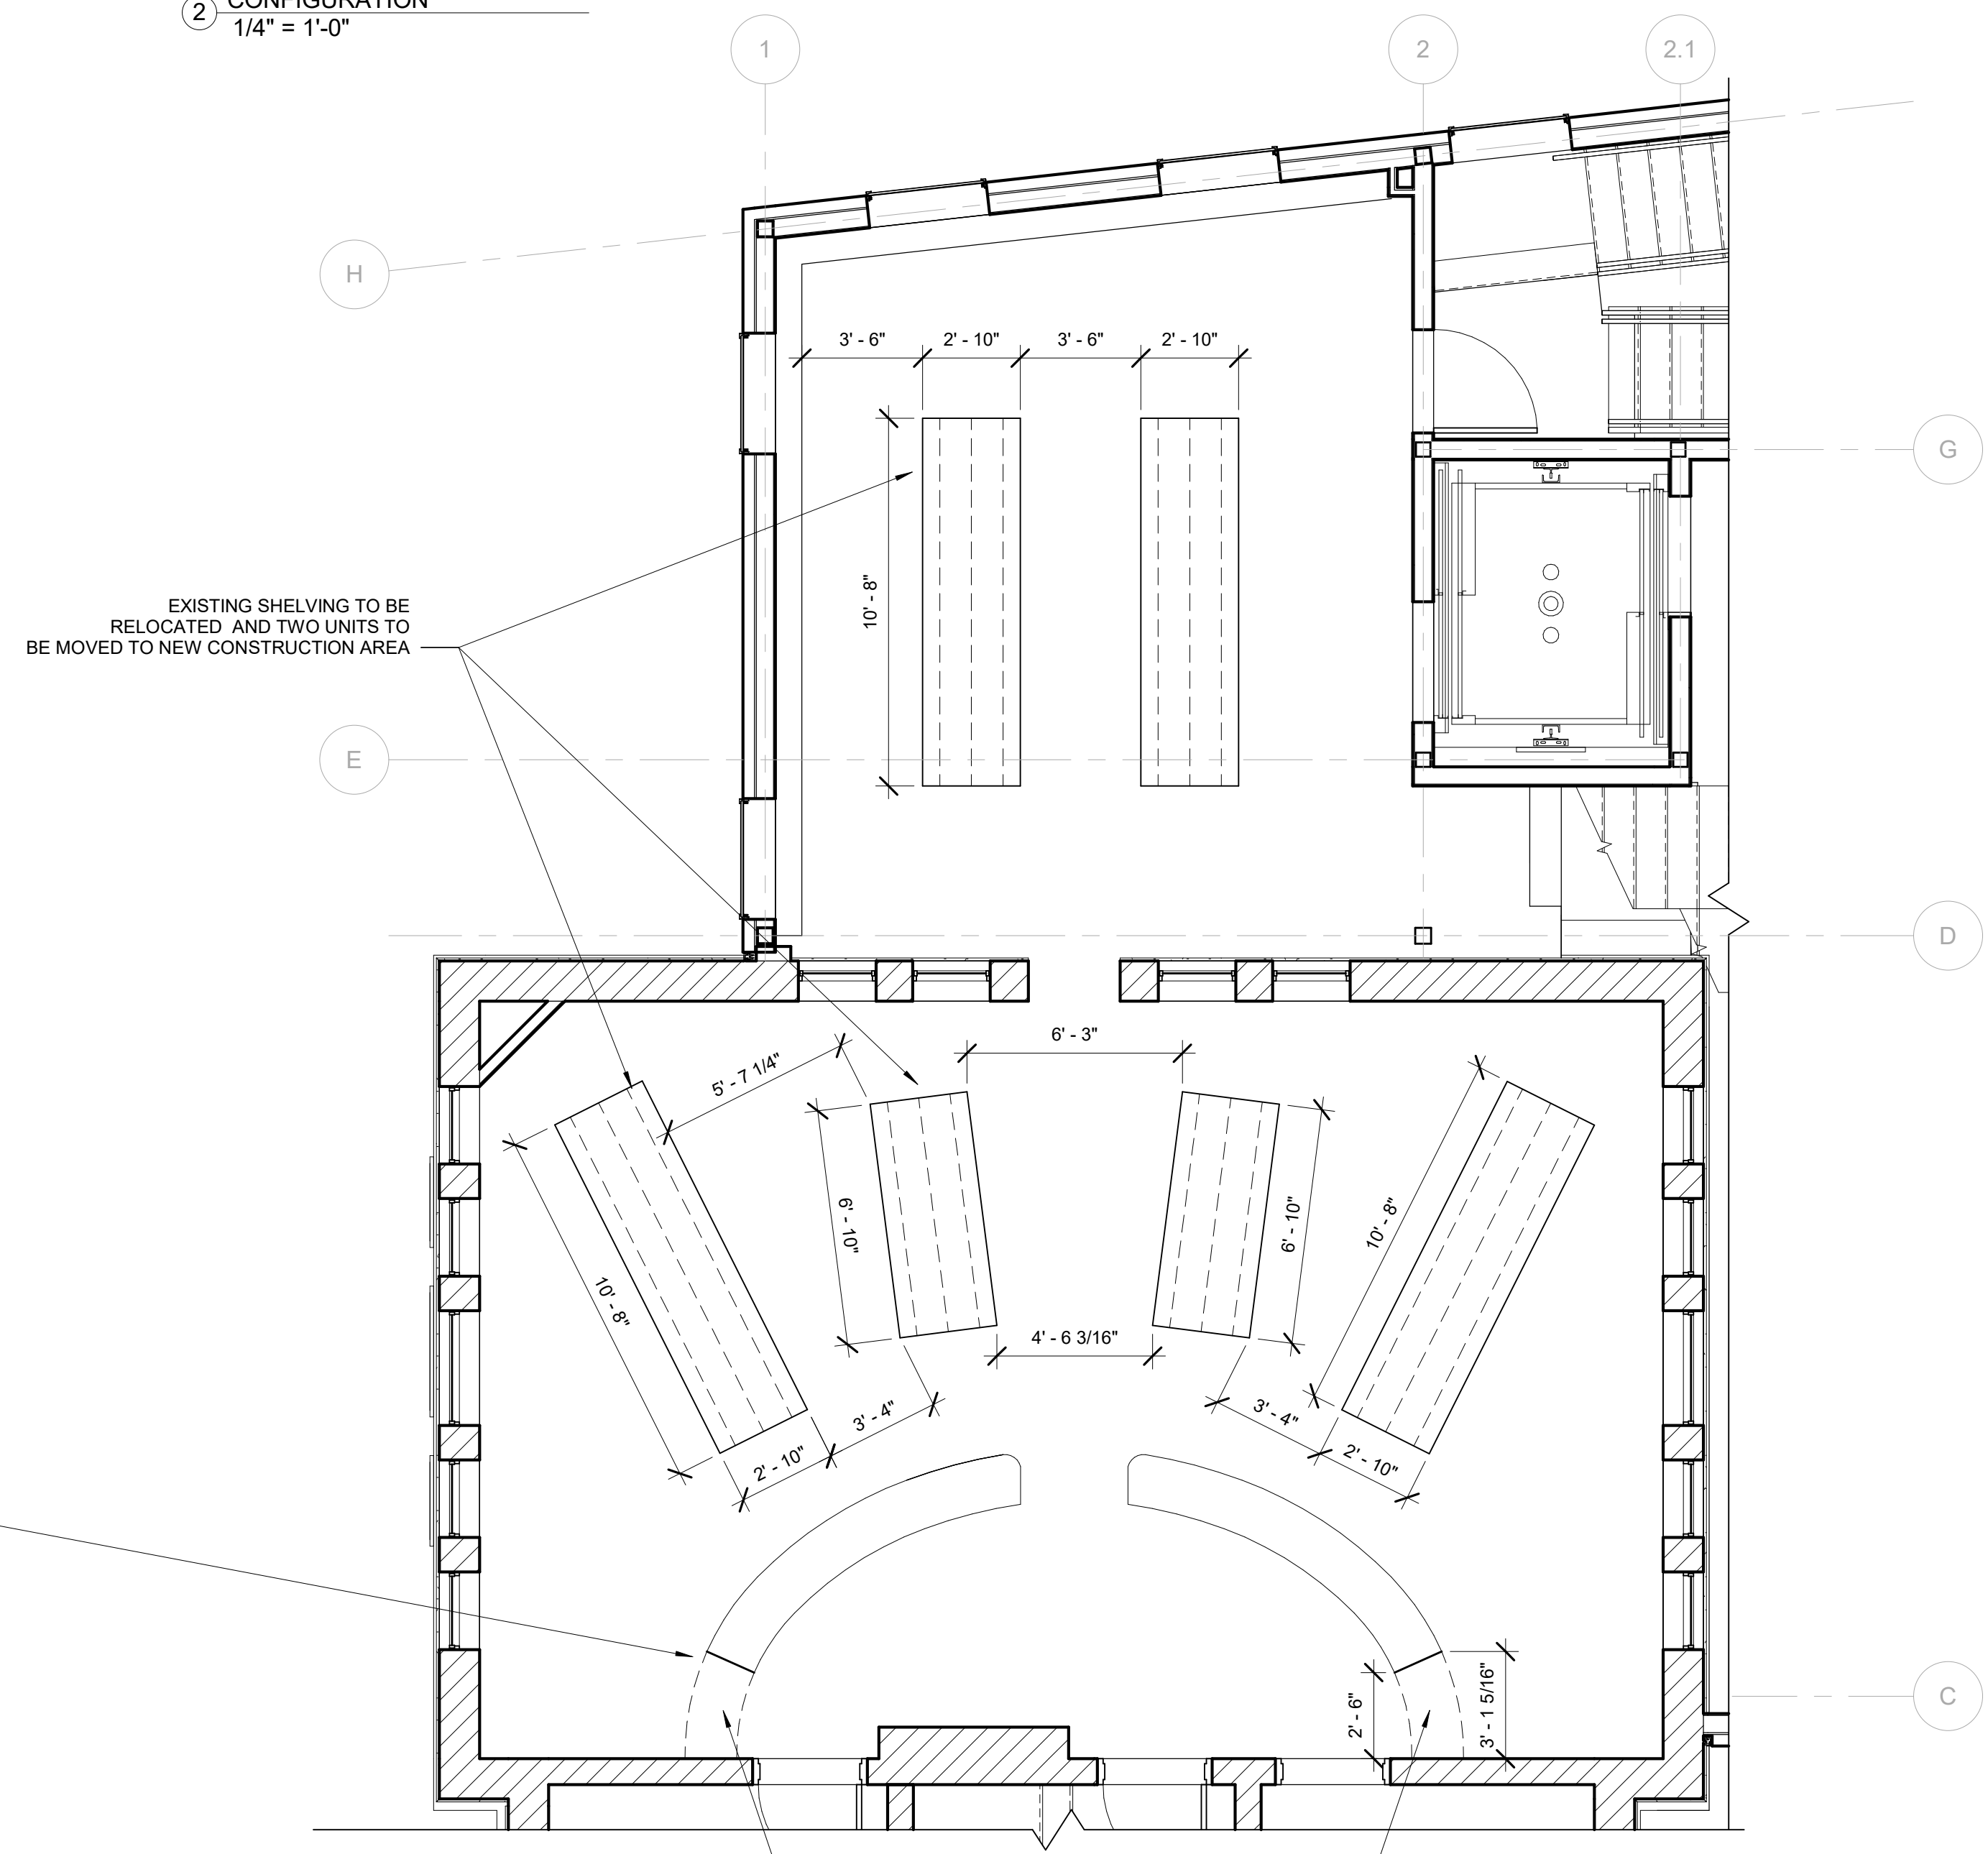 CONFIGURATION
2
1/4" = 1'-0"
1
2
2.1
H
3' - 6"
2' - 10"
3' - 6"
2' - 10"
G
10' - 8"
EXISTING SHELVING TO BE
RELOCATED AND TWO UNITS TO
BE MOVED TO NEW CONSTRUCTION AREA
E
D
6' - 3"
5' - 7 1/4"
6' - 10"
6' - 10"
10' - 8"
10' - 8"
4' - 6 3/16"
3' - 4"
3' - 4"
2' - 10"
2' - 10"
2' - 6"
3' - 1 5/16"
C